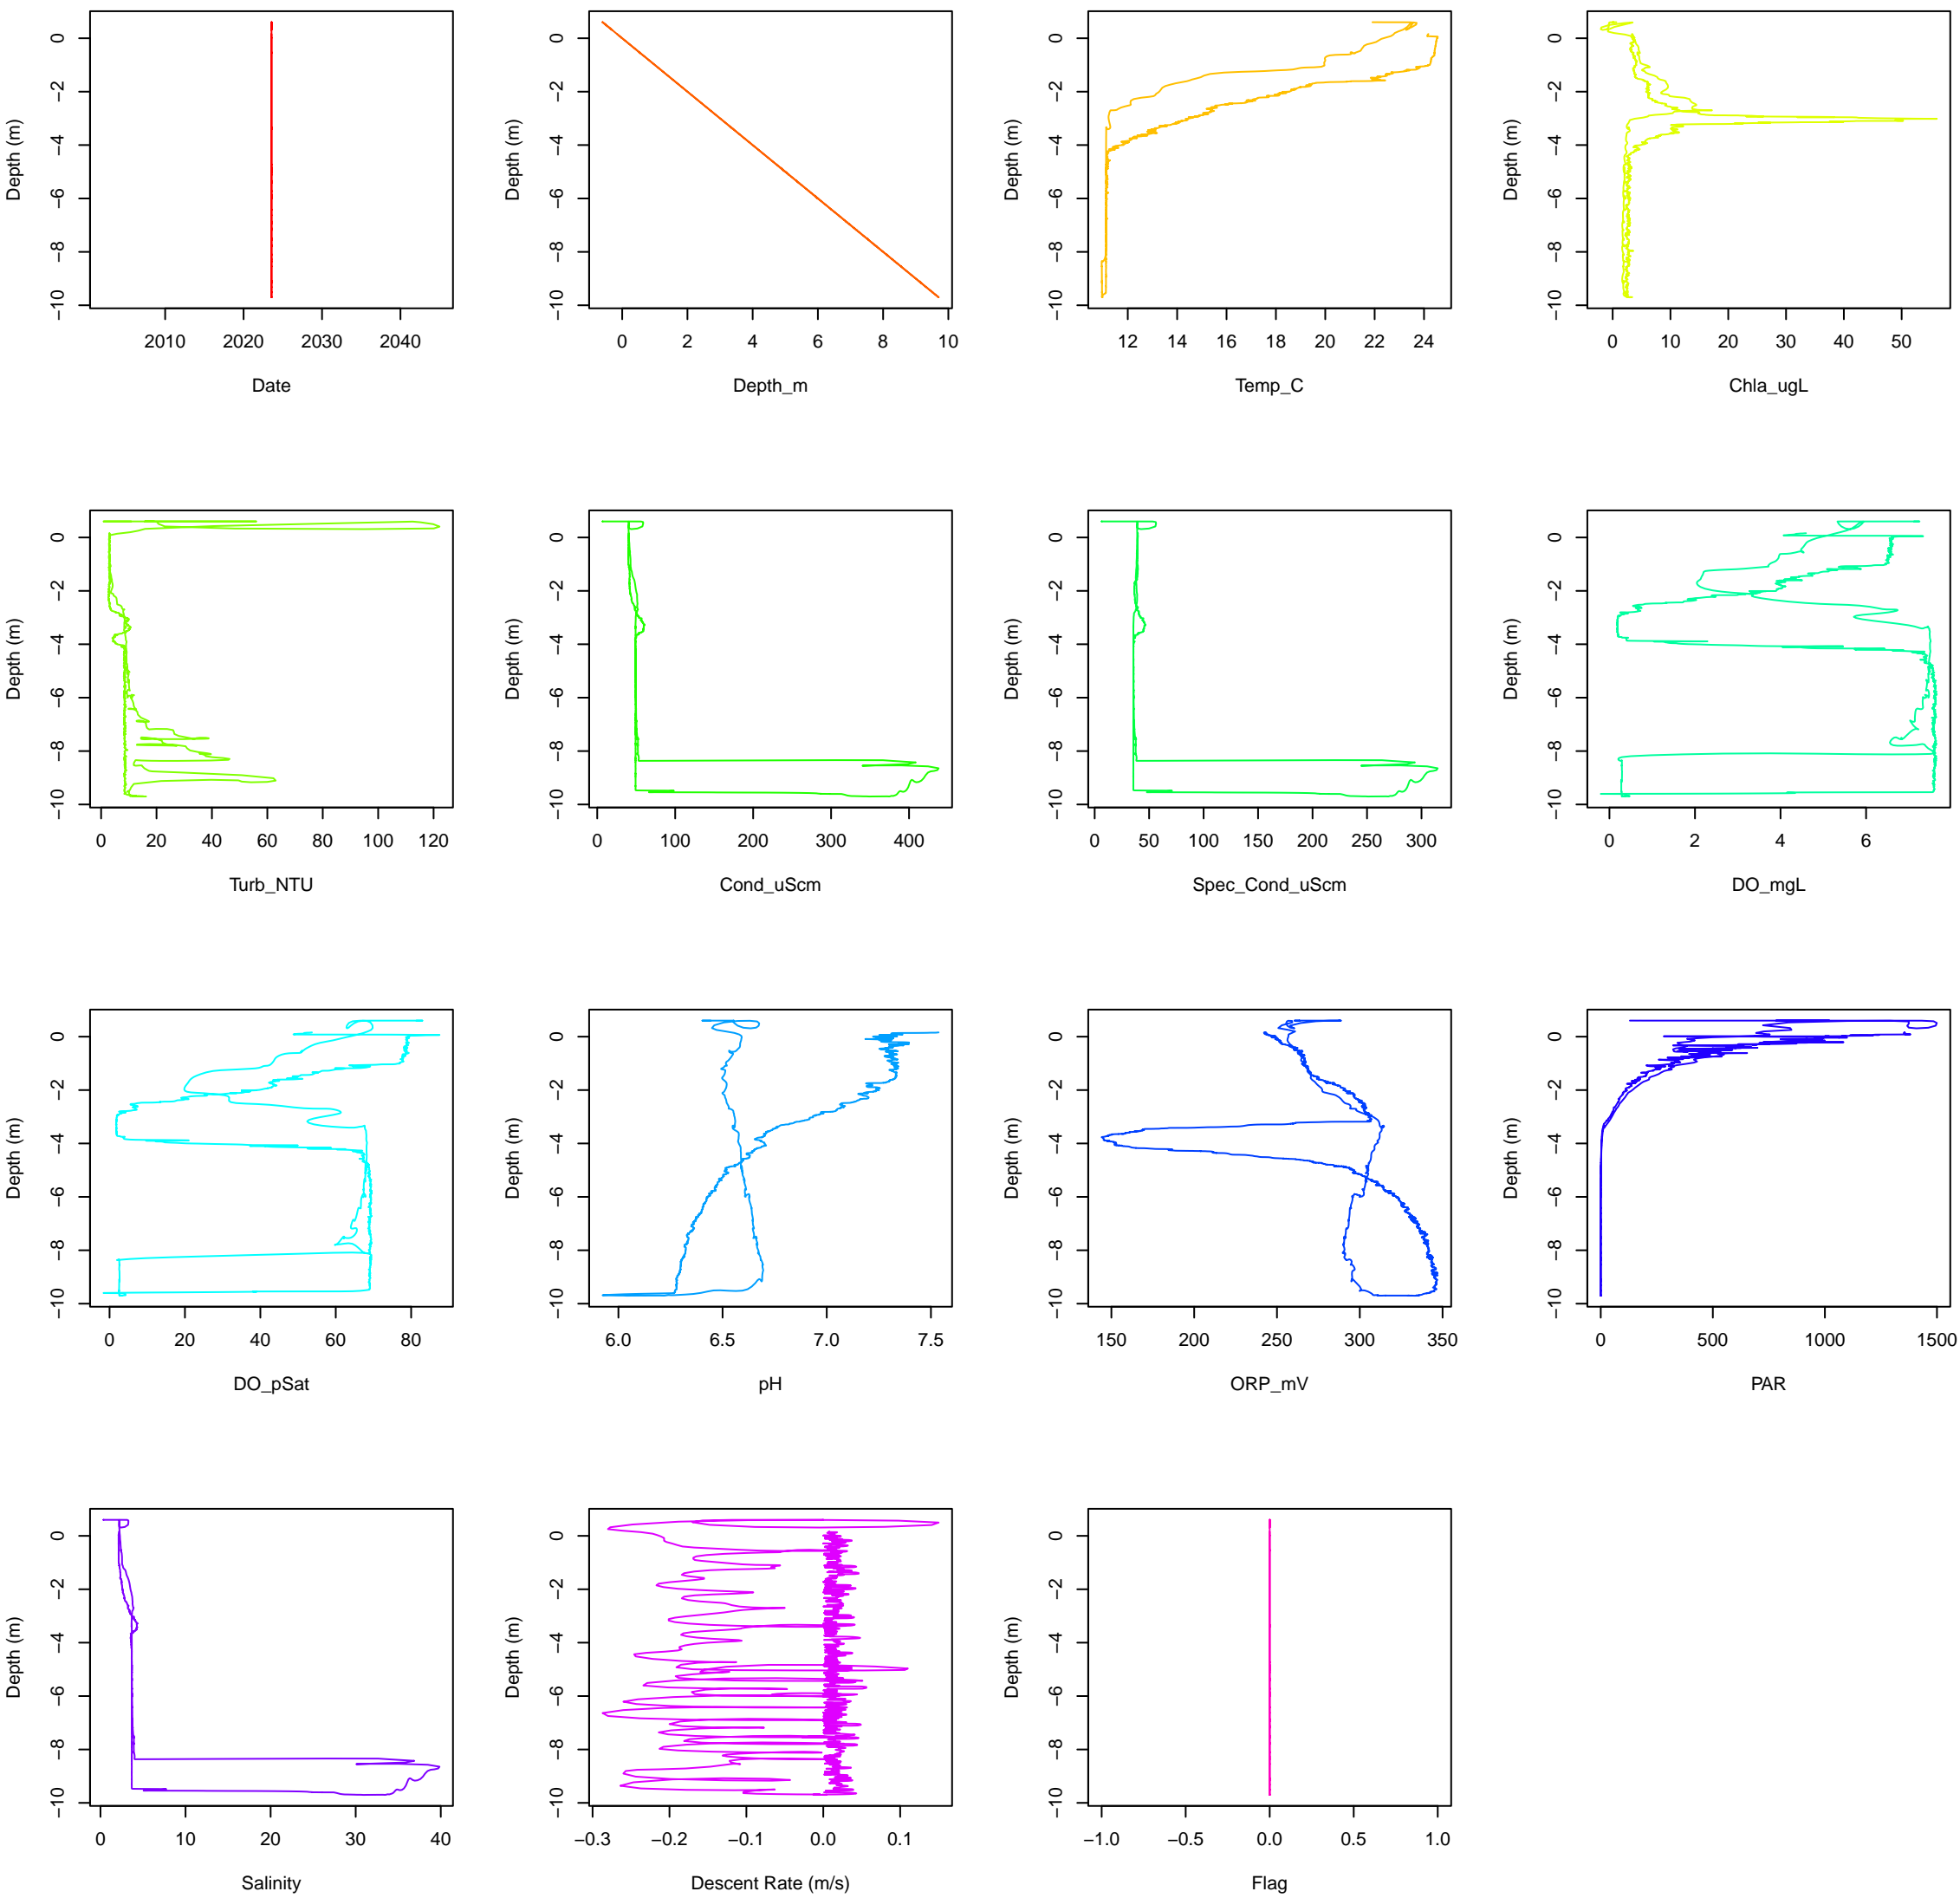 0 −2 −4 −6 −8 −10
Depth (m)
2010 2020 2030 2040
Date
0 −2 −4 −6 −8 −10
Depth (m)
0 2 4 6 8 10
Depth_m
0 −2 −4 −6 −8 −10
Depth (m)
12 14 16 18 20 22 24
Temp_C
0 −2 −4 −6 −8 −10
Depth (m)
0 10 20 30 40 50
Chla_ugL
0 −2 −4 −6 −8 −10
Depth (m)
0 20 40 60 80 100 120
Turb_NTU
0 −2 −4 −6 −8 −10
Depth (m)
0 100 200 300 400
Cond_uScm
0 −2 −4 −6 −8 −10
Depth (m)
0 50 100 150 200 250 300
Spec_Cond_uScm
0 −2 −4 −6 −8 −10
Depth (m)
0 2 4 6
DO_mgL
0 −2 −4 −6 −8 −10
Depth (m)
0 20 40 60 80
DO_pSat
0 −2 −4 −6 −8 −10
Depth (m)
6.0 6.5 7.0 7.5
pH
0 −2 −4 −6 −8 −10
Depth (m)
150 200 250 300 350
ORP_mV
0 −2 −4 −6 −8 −10
Depth (m)
0 500 1000 1500
PAR
0 −2 −4 −6 −8 −10
Depth (m)
0 10 20 30 40
Salinity
0 −2 −4 −6 −8 −10
Depth (m)
−0.3 −0.2 −0.1 0.0 0.1
Descent Rate (m/s)
0 −2 −4 −6 −8 −10
Depth (m)
−1.0 −0.5 0.0 0.5 1.0
Flag